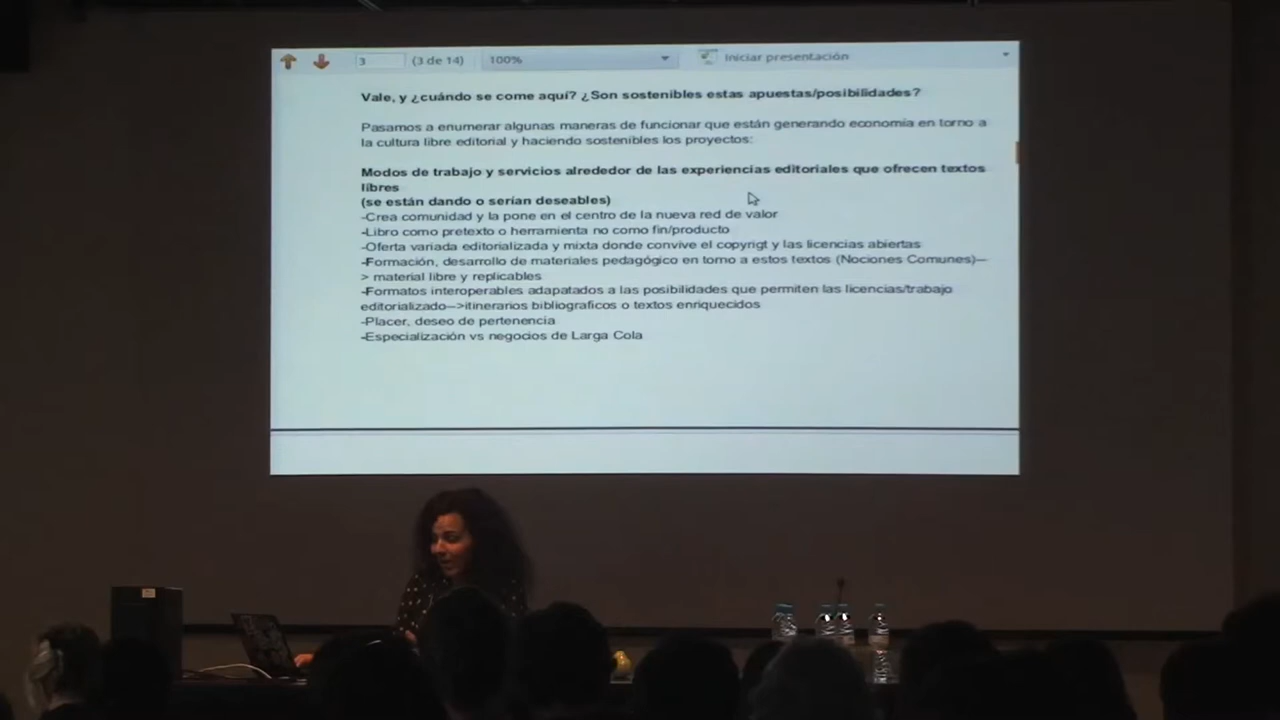 3 (3 de 14) 100% Iniciar presentación
Vale, y ¿cuándo se come aquí? ¿Son sostenibles estas apuestas/posibilidades?
Pasamos a enumerar algunas maneras de funcionar que están generando economía en torno a
la cultura libre editorial y haciendo sostenibles los proyectos:
Modos de trabajo y servicios alrededor de las experiencias editoriales que ofrecen textos
libres
(se están dando o serían deseables)
-Crea comunidad y la pone en el centro de la nueva red de valor
-Libro como pretexto o herramienta no como fin/producto
-Oferta variada editorializada y mixta donde convive el copyrigt y las licencias abiertas
-Formación, desarrollo de materiales pedagógico en torno a estos textos (Nociones Comunes)--
> material libre y replicables
-Formatos interoperables adapatados a las posibilidades que permiten las licencias/trabajo
editorializado-->itinerarios bibliograficos o textos enriquecidos
-Placer, deseo de pertenencia
-Especialización vs negocios de Larga Cola